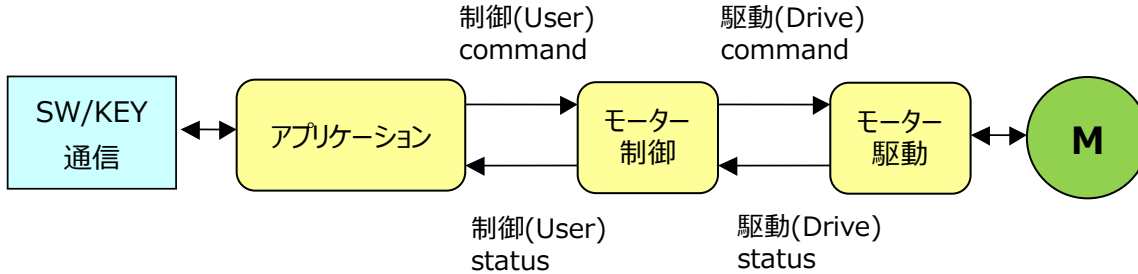 制御(User)
command
駆動(Drive)
command
SW/KEY
通信
アプリケーション
モーター
制御
モーター
駆動
M
制御(User)
status
駆動(Drive)
status